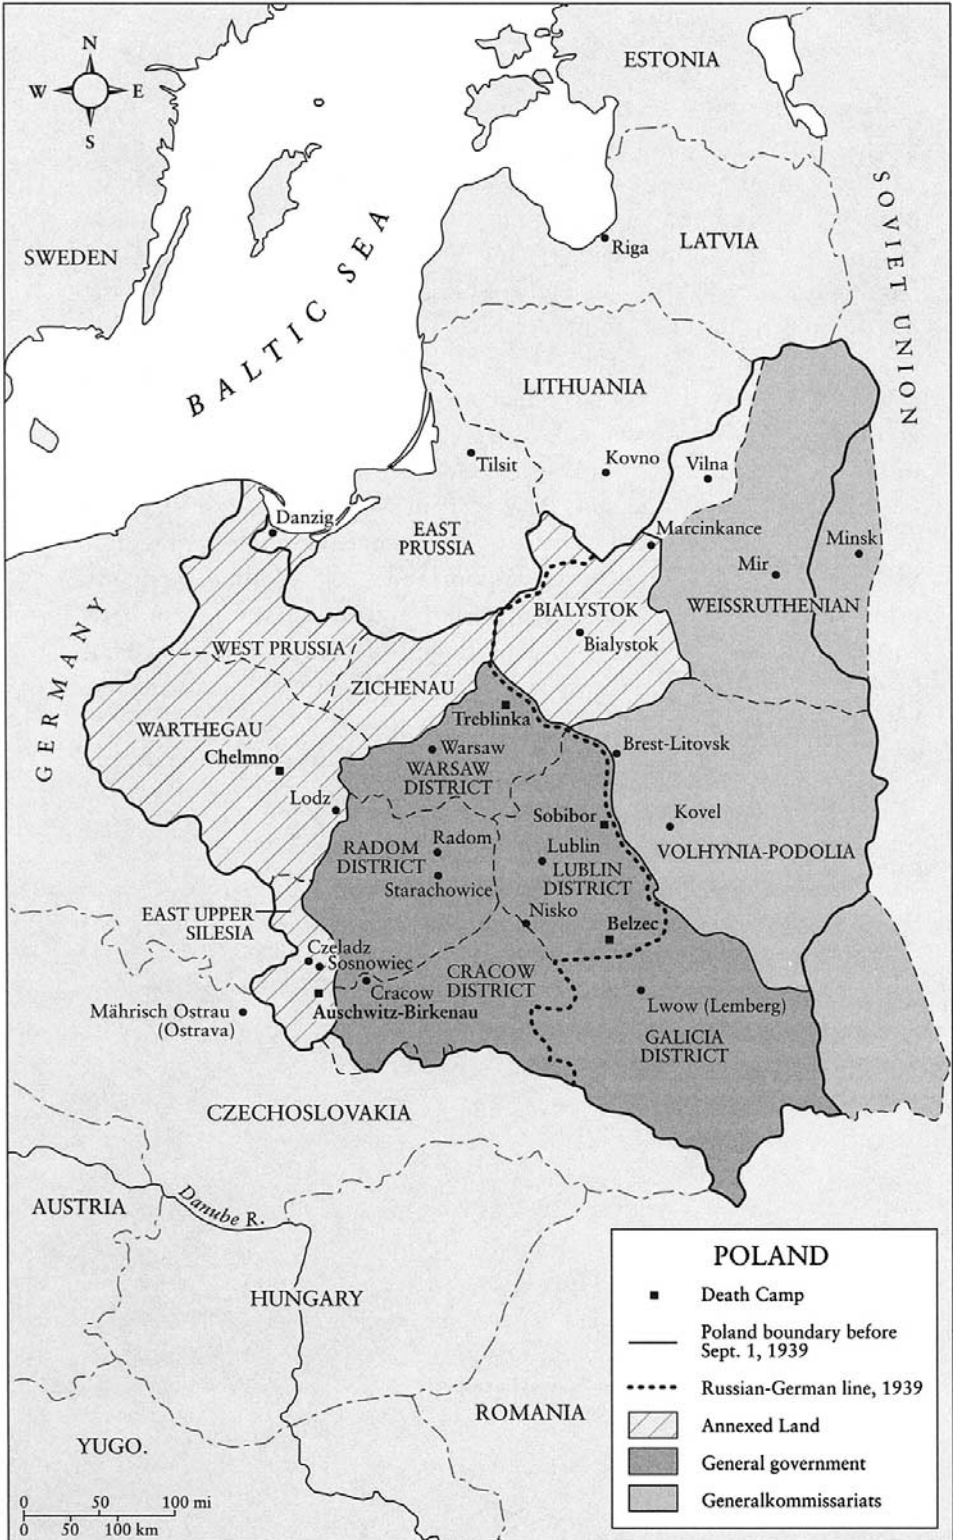 N
W
E
S
ESTONIA
SOVIET UNION
SWEDEN
Riga
LATVIA
BALTIC SEA
LITHUANIA
Tilsit
Kovno
Vilna
Danzig
EAST
PRUSSIA
Marcinkance
Minsk
Mir
GERMANY
BIALYSTOK
WEISSRUTHENIAN
Bialystok
WEST PRUSSIA
ZICHENAU
Treblinka
WARTHEGAU
Chelmno
Warsaw
WARSAW
DISTRICT
Brest-Litovsk
Lodz
Sobibor
Kovel
RADOM
DISTRICT
Radom
Starachowice
Lublin
LUBLIN
DISTRICT
VOLHYNIA-PODOLIA
EAST UPPER
SILESIA
Nisko
Belzec
Czeladz
Sosnowiec
Cracow
CRACOW
DISTRICT
Auschwitz-Birkenau
Lwow (Lemberg)
Mährisch Ostrau
(Ostrava)
GALICIA
DISTRICT
CZECHOSLOVAKIA
AUSTRIA
Danube R.
HUNGARY
ROMANIA
YUGO.
POLAND
Death Camp
Poland boundary before
Sept. 1, 1939
Russian-German line, 1939
Annexed Land
General government
Generalkommissariats
0 50 100 mi
0 50 100 km